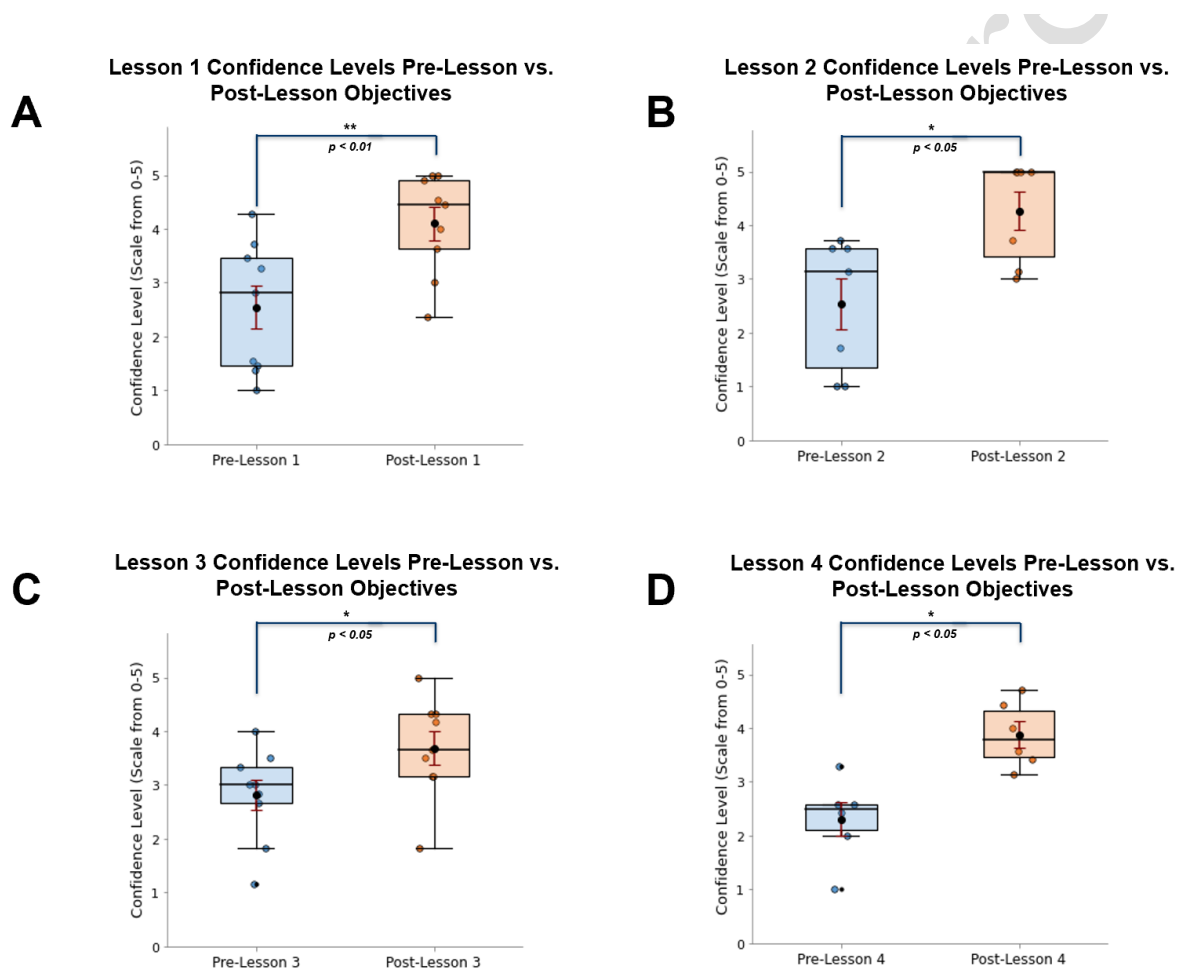 Lesson 1 Confidence Levels Pre-Lesson vs.
Post-Lesson Objectives
A
**
p < 0.01
Confidence Level (Scale from 0-5)
5
4
3
2
1
0
Pre-Lesson 1
Post-Lesson 1
Lesson 2 Confidence Levels Pre-Lesson vs.
Post-Lesson Objectives
B
*
p < 0.05
Confidence Level (Scale from 0-5)
5
4
3
2
1
0
Pre-Lesson 2
Post-Lesson 2
Lesson 3 Confidence Levels Pre-Lesson vs.
Post-Lesson Objectives
C
*
p < 0.05
Confidence Level (Scale from 0-5)
5
4
3
2
1
0
Pre-Lesson 3
Post-Lesson 3
Lesson 4 Confidence Levels Pre-Lesson vs.
Post-Lesson Objectives
D
*
p < 0.05
Confidence Level (Scale from 0-5)
5
4
3
2
1
0
Pre-Lesson 4
Post-Lesson 4